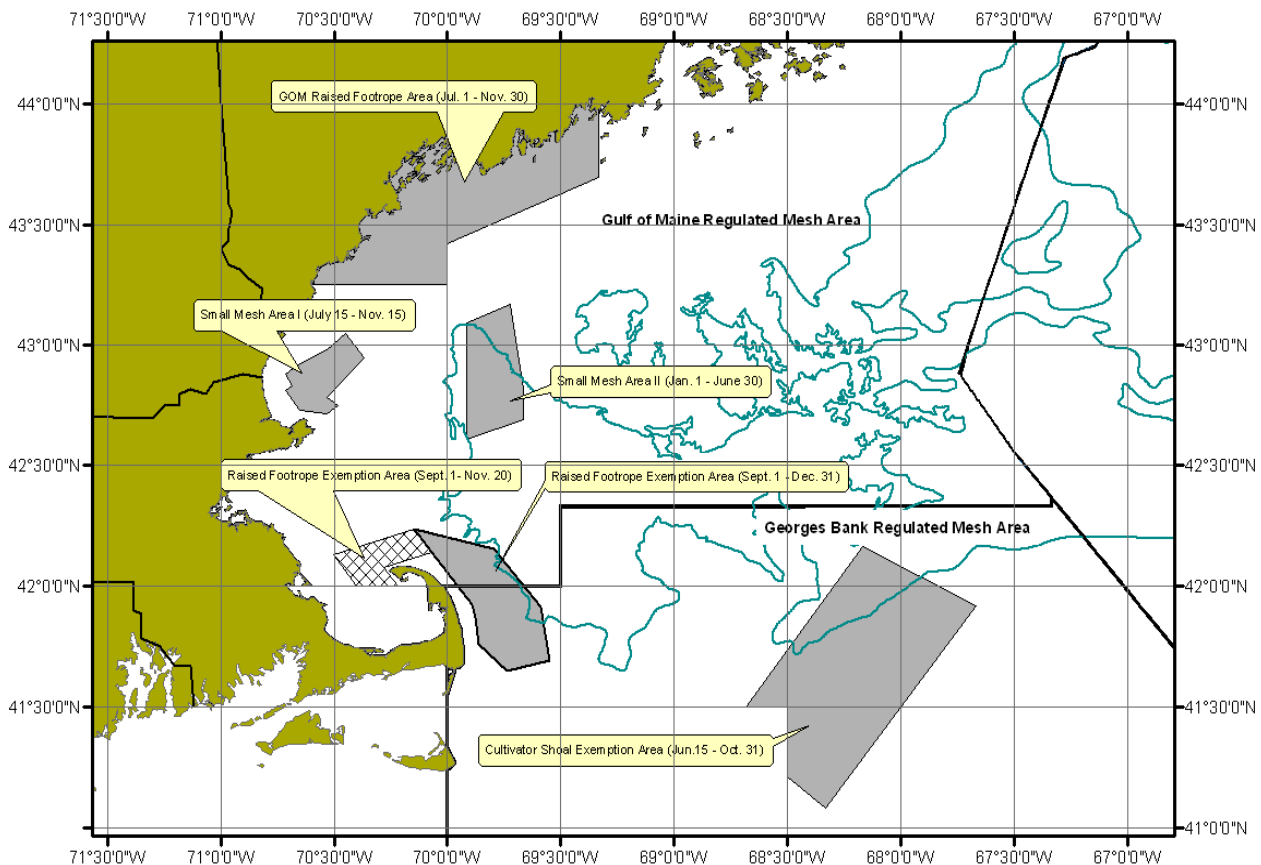 71°30'0"W 71°0'0"W 70°30'0"W 70°0'0"W 69°30'0"W 69°0'0"W 68°30'0"W 68°0'0"W 67°30'0"W 67°0'0"W
44°0'0"N 44°0'0"N
GOM Raised Footrope Area (Jul. 1 - Nov. 30)
43°30'0"N 43°30'0"N
Gulf of Maine Regulated Mesh Area
Small Mesh Area I (July 15 - Nov. 15)
43°0'0"N 43°0'0"N
Small Mesh Area II (Jan. 1 - June 30)
42°30'0"N 42°30'0"N
Raised Footrope Exemption Area (Sept. 1- Nov. 20)
Raised Footrope Exemption Area (Sept. 1 - Dec. 31)
Georges Bank Regulated Mesh Area
42°0'0"N 42°0'0"N
41°30'0"N 41°30'0"N
Cultivator Shoal Exemption Area (Jun.15 - Oct. 31)
41°0'0"N 41°0'0"N
71°30'0"W 71°0'0"W 70°30'0"W 70°0'0"W 69°30'0"W 69°0'0"W 68°30'0"W 68°0'0"W 67°30'0"W 67°0'0"W